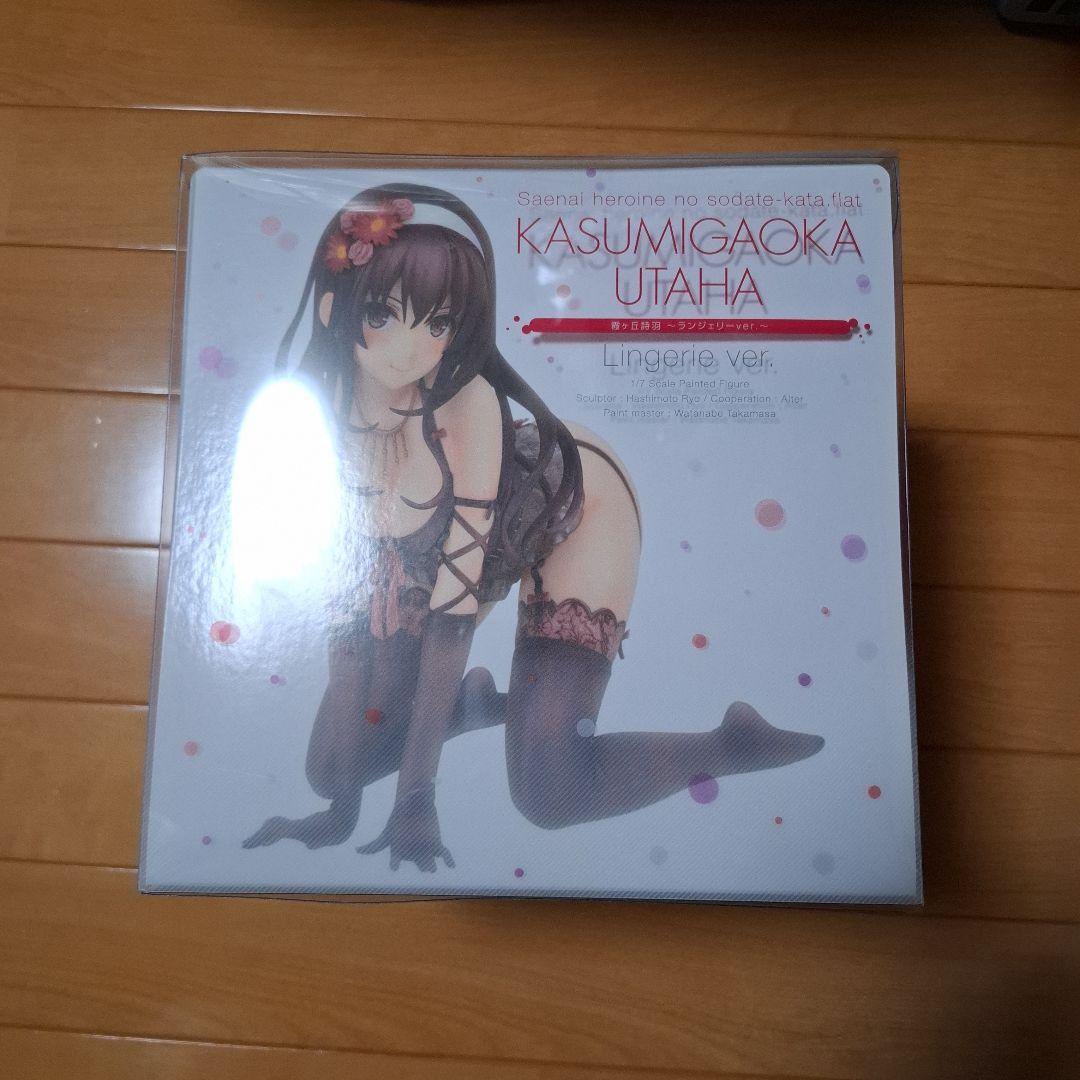 Saenai heroine no sodate-kata.flat
KASUMIGAOKA
UTAHA
霞ヶ丘詩羽 ～ランジェリーver.～
Lingerie ver.
1/7 Scale Painted Figure
Sculptor : Hashimoto Ryo / Cooperation : Alter
Paint master : Watanabe Takamasa